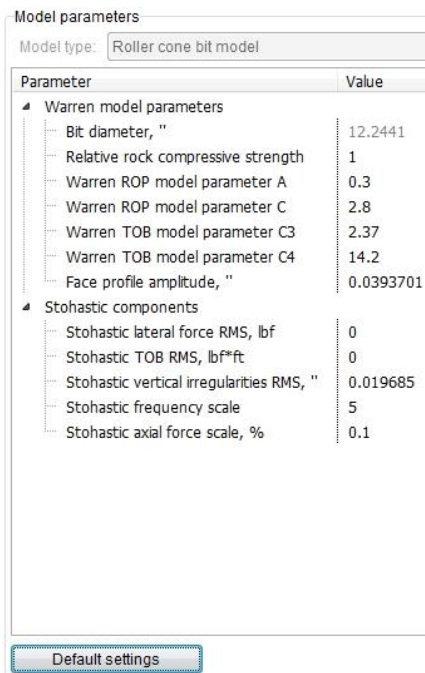 Model parameters
Model type: Roller cone bit model
Parameter Value
Warren model parameters
Bit diameter, " 12.2441
Relative rock compressive strength 1
Warren ROP model parameter A 0.3
Warren ROP model parameter C 2.8
Warren TOB model parameter C3 2.37
Warren TOB model parameter C4 14.2
Face profile amplitude, " 0.0393701
Stohastic components
Stohastic lateral force RMS, lbf 0
Stohastic TOB RMS, lbf*ft 0
Stohastic vertical irregularities RMS, " 0.019685
Stohastic frequency scale 5
Stohastic axial force scale, % 0.1
Default settings